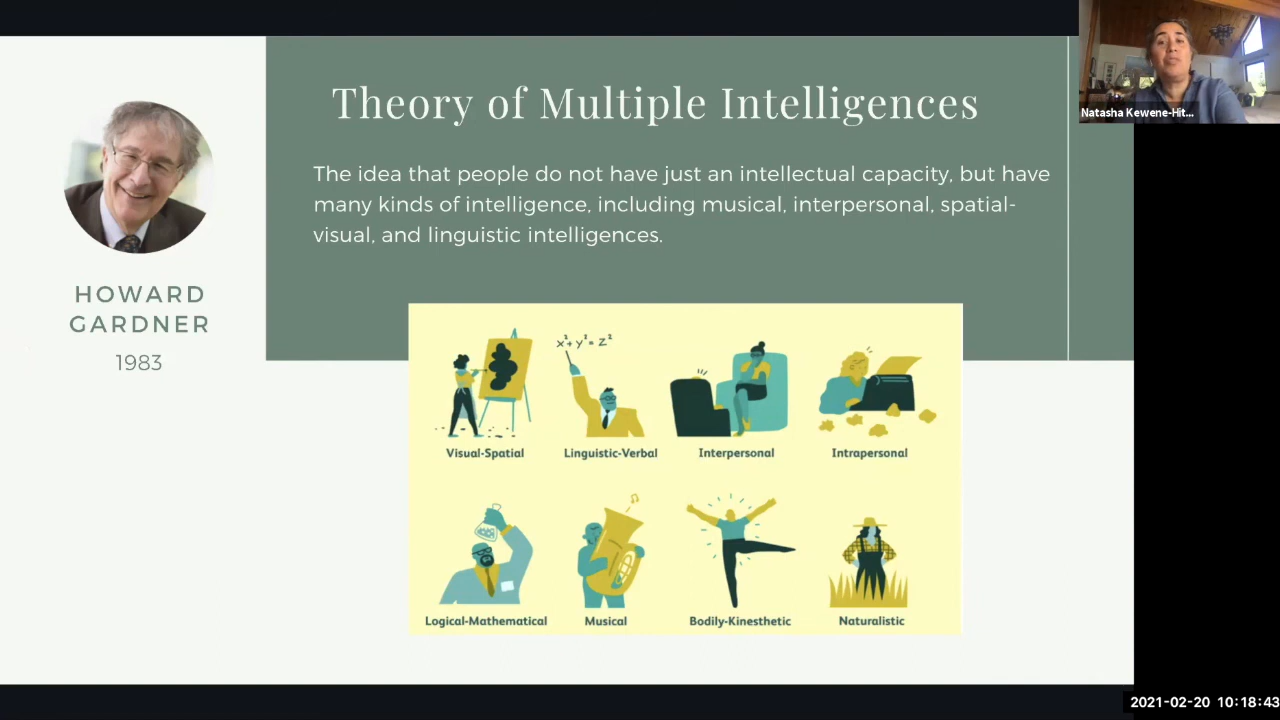 Theory of Multiple Intelligences
The idea that people do not have just an intellectual capacity, but have
many kinds of intelligence, including musical, interpersonal, spatial-
visual, and linguistic intelligences.
HOWARD
GARDNER
1983
x²+y²=z²
Visual-Spatial
Linguistic-Verbal
Interpersonal
Intrapersonal
Logical-Mathematical
Musical
Bodily-Kinesthetic
Naturalistic
Natasha Kewene-Hit...
2021-02-20 10:18:43